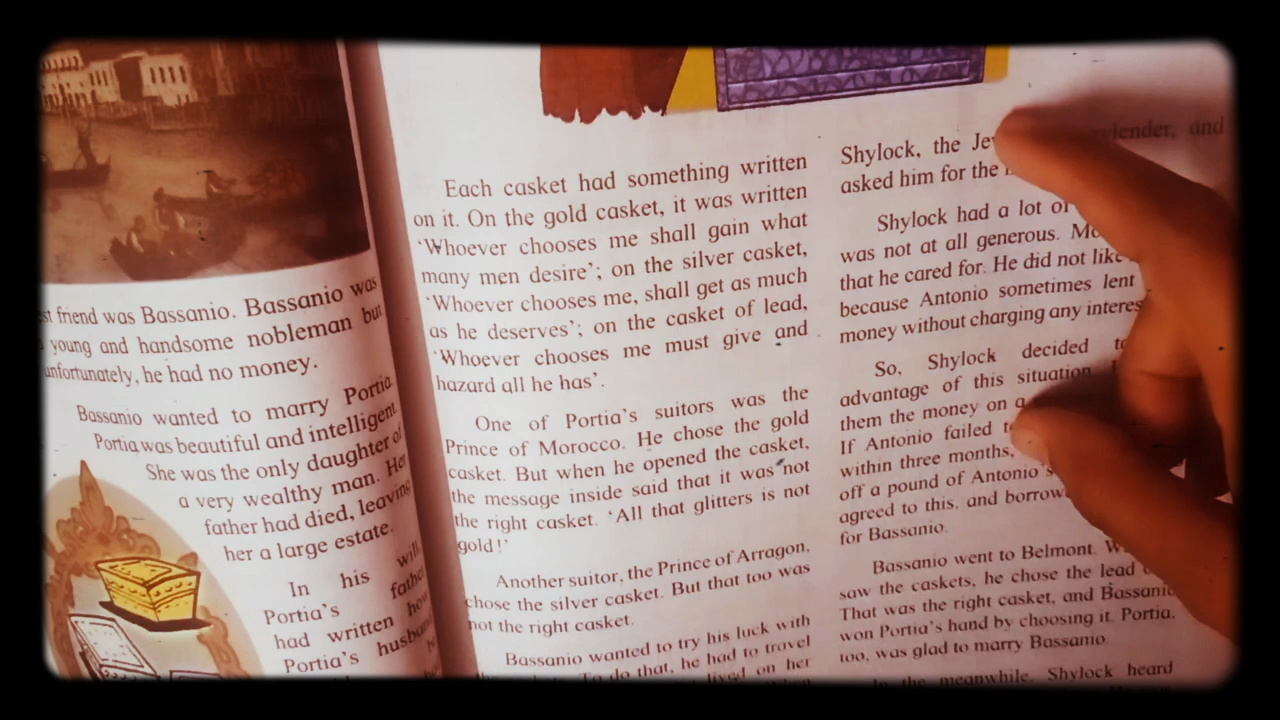 friend was Bassanio. Bassanio was
young and handsome nobleman but
unfortunately, he had no money.
Bassanio wanted to marry Portia.
Portia was beautiful and intelligent.
She was the only daughter of
a very wealthy man. Her
father had died, leaving
her a large estate.
In his will,
Portia's father
had written how
Portia's
Each casket had something written
on it. On the gold casket, it was written
'Whoever chooses me shall gain what
many men desire'; on the silver casket,
'Whoever chooses me, shall get as much
as he deserves'; on the casket of lead,
'Whoever chooses me must give and
hazard all he has'.
One of Portia's suitors was the
Prince of Morocco. He chose the gold
casket. But when he opened the casket,
the message inside said that it was not
the right casket. 'All that glitters is not
gold!'
Another suitor, the Prince of Arragon,
chose the silver casket. But that too was
not the right casket.
Bassanio wanted to try his luck with
To do that, he had to travel
lived on her
Shylock, the and
asked him for the
Shylock had a lot of
was not at all generous.
that he cared for. He did not like
because Antonio sometimes lent
money without charging any
So, Shylock decided
advantage of this situation.
them the money on a
If Antonio failed
within three months,
off a pound of Antonio's
agreed to this, and
for Bassanio.
Bassanio went to Belmont.
saw the caskets, he chose the lead
That was the right casket, and Bassanio
won Portia's hand by choosing it. Portia,
too, was glad to marry Bassanio.
In the meanwhile, Shylock heard